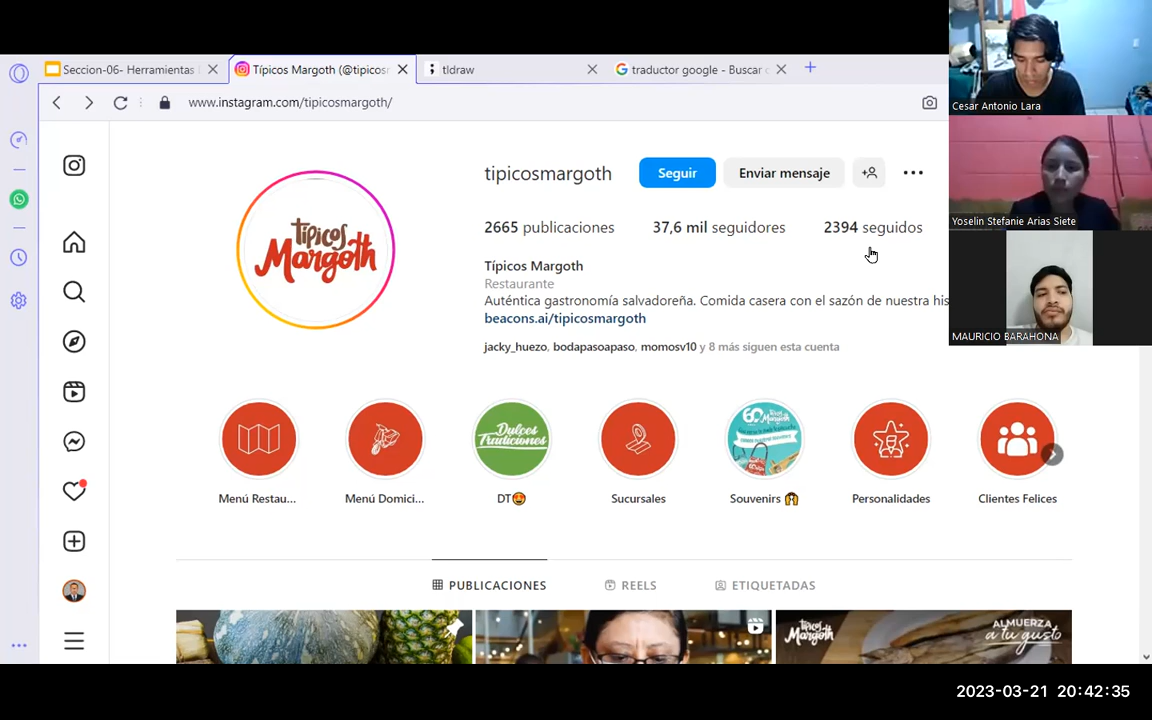 Seccion-06- Herramientas
Típicos Margoth (@tipicos
tldraw
traductor google - Buscar c
www.instagram.com/tipicosmargoth/
Cesar Antonio Lara
Yoselin Stefanie Arias Siete
MAURICIO BARAHONA
típicos
Margoth
tipicosmargoth
Seguir
Enviar mensaje
2665 publicaciones
37,6 mil seguidores
2394 seguidos
Típicos Margoth
Restaurante
Auténtica gastronomía salvadoreña. Comida casera con el sazón de nuestra his
beacons.ai/tipicosmargoth
jacky_huezo, bodapasoapaso, momosv10 y 8 más siguen esta cuenta
Dulces
Tradiciones
60 típicos
Margoth
Menú Restau...
Menú Domici...
DT😍
Sucursales
Souvenirs 🙌
Personalidades
Clientes Felices
PUBLICACIONES
REELS
ETIQUETADAS
típicos
Margoth
ALMUERZA
a tu gusto
2023-03-21 20:42:35